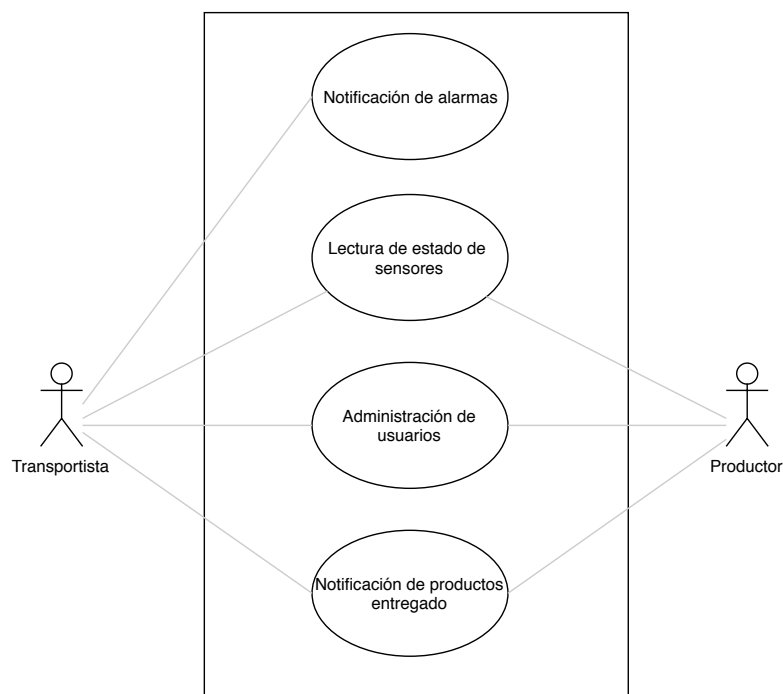 Notificación de alarmas
Lectura de estado de
sensores
Administración de
usuarios
Transportista
Productor
Notificación de productos
entregado